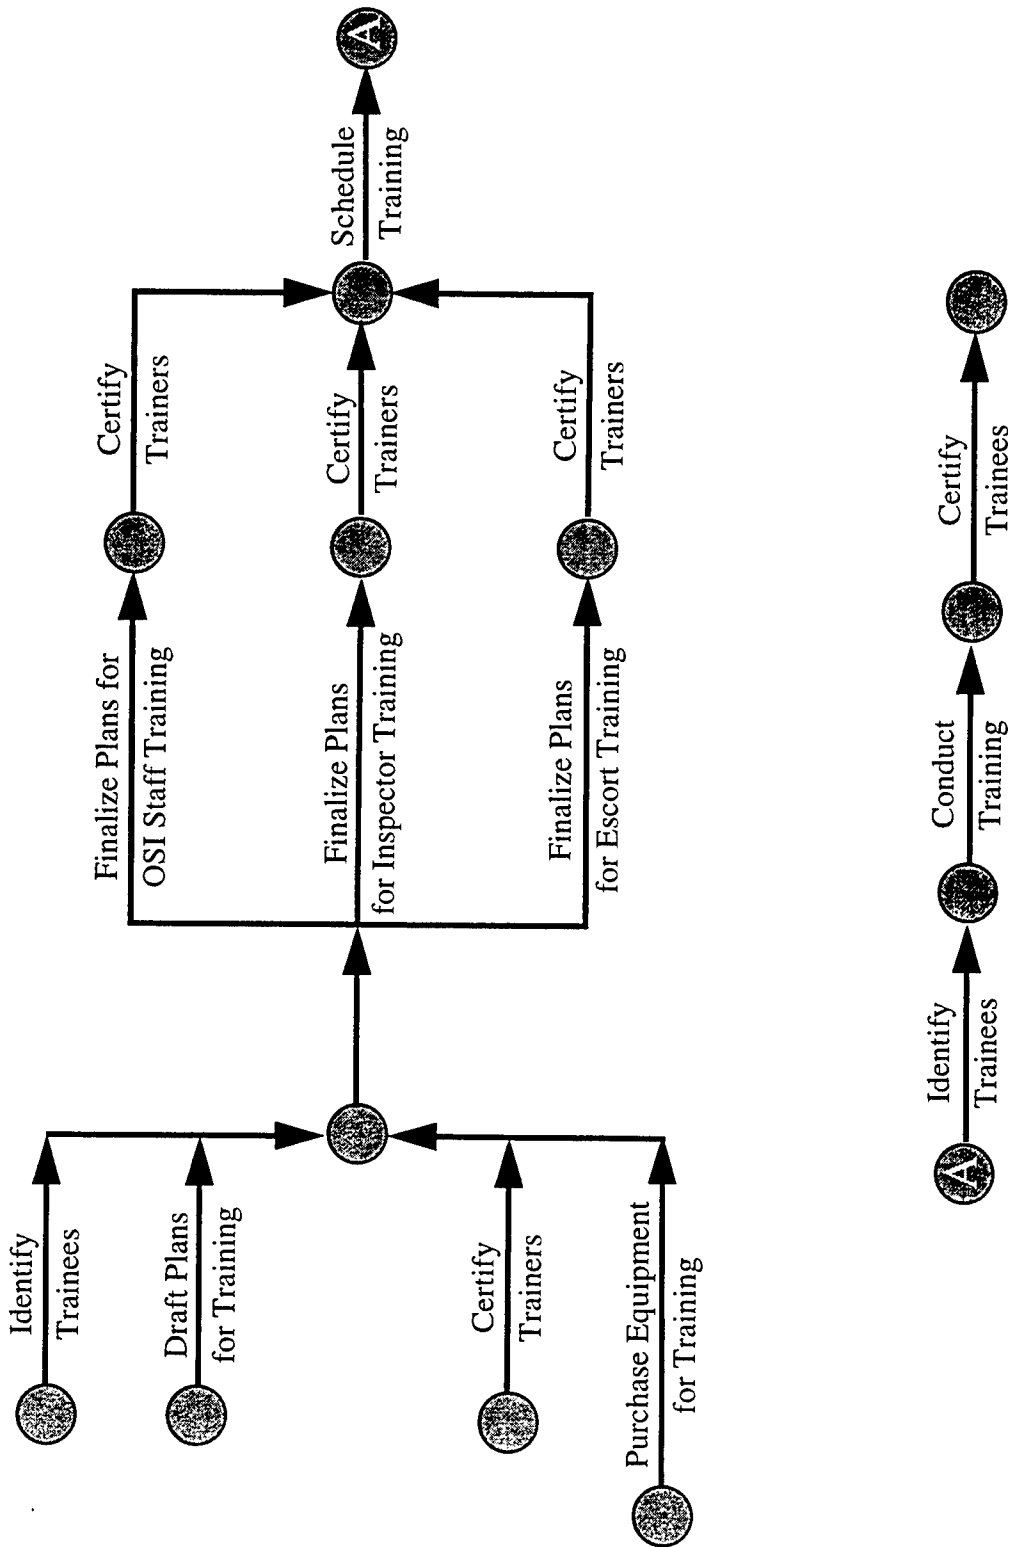 Identify
Trainees
Draft Plans
for Training
Certify
Trainers
Purchase Equipment
for Training
Finalize Plans for
OSI Staff Training
Finalize Plans
for Inspector Training
Finalize Plans
for Escort Training
Certify
Trainers
Certify
Trainers
Certify
Trainers
Schedule
Training
A
A
Identify
Trainees
Conduct
Training
Certify
Trainees